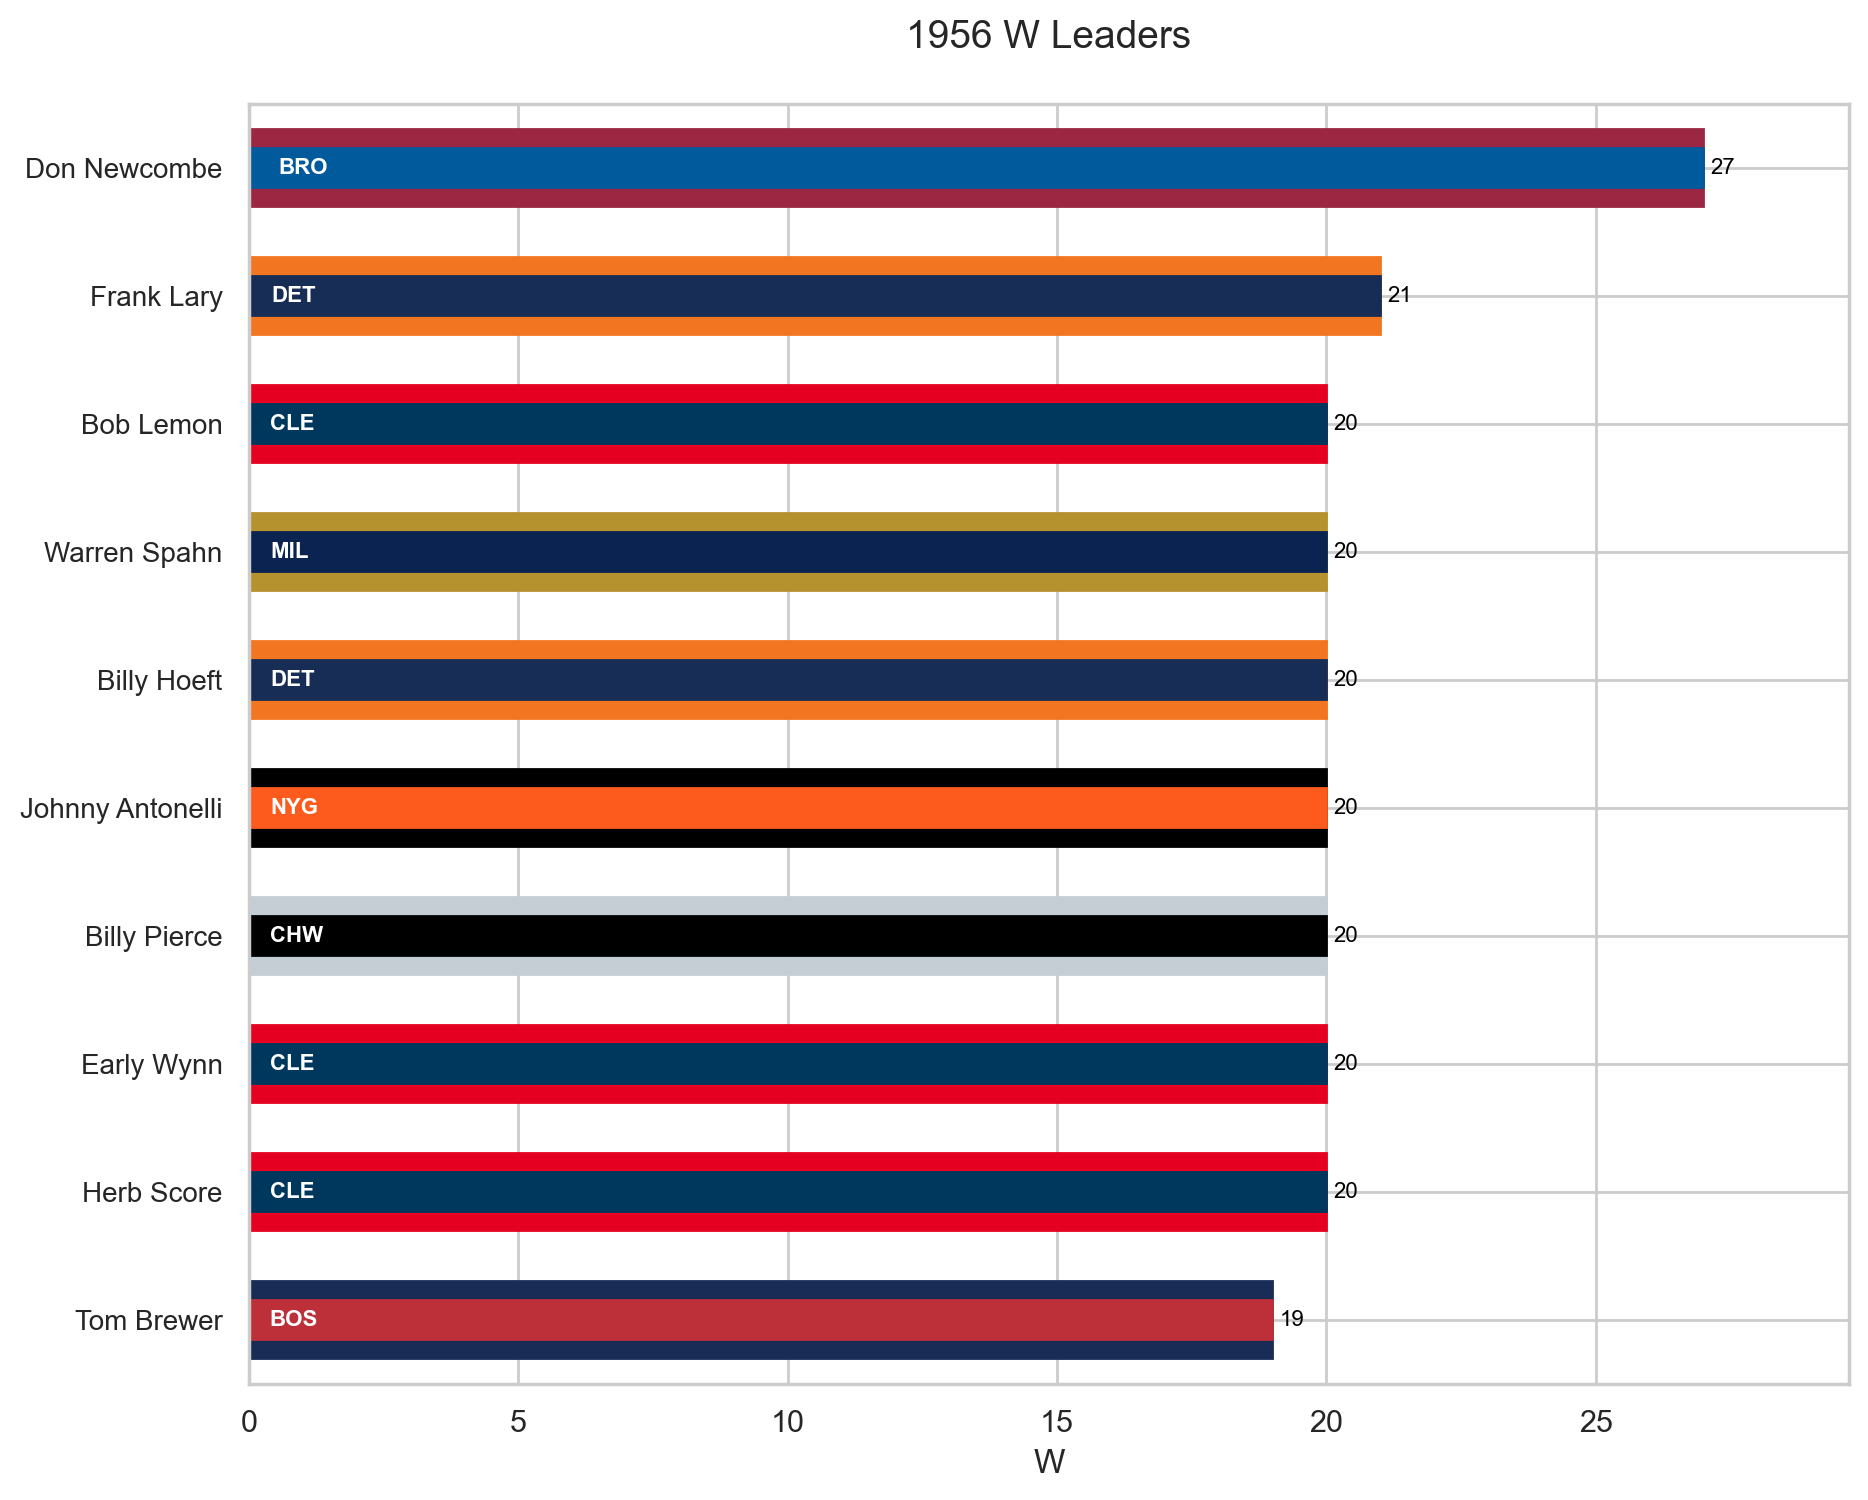 1956 W Leaders
Don Newcombe BRO 27
Frank Lary DET 21
Bob Lemon CLE 20
Warren Spahn MIL 20
Billy Hoeft DET 20
Johnny Antonelli NYG 20
Billy Pierce CHW 20
Early Wynn CLE 20
Herb Score CLE 20
Tom Brewer BOS 19
0 5 10 15 20 25
W